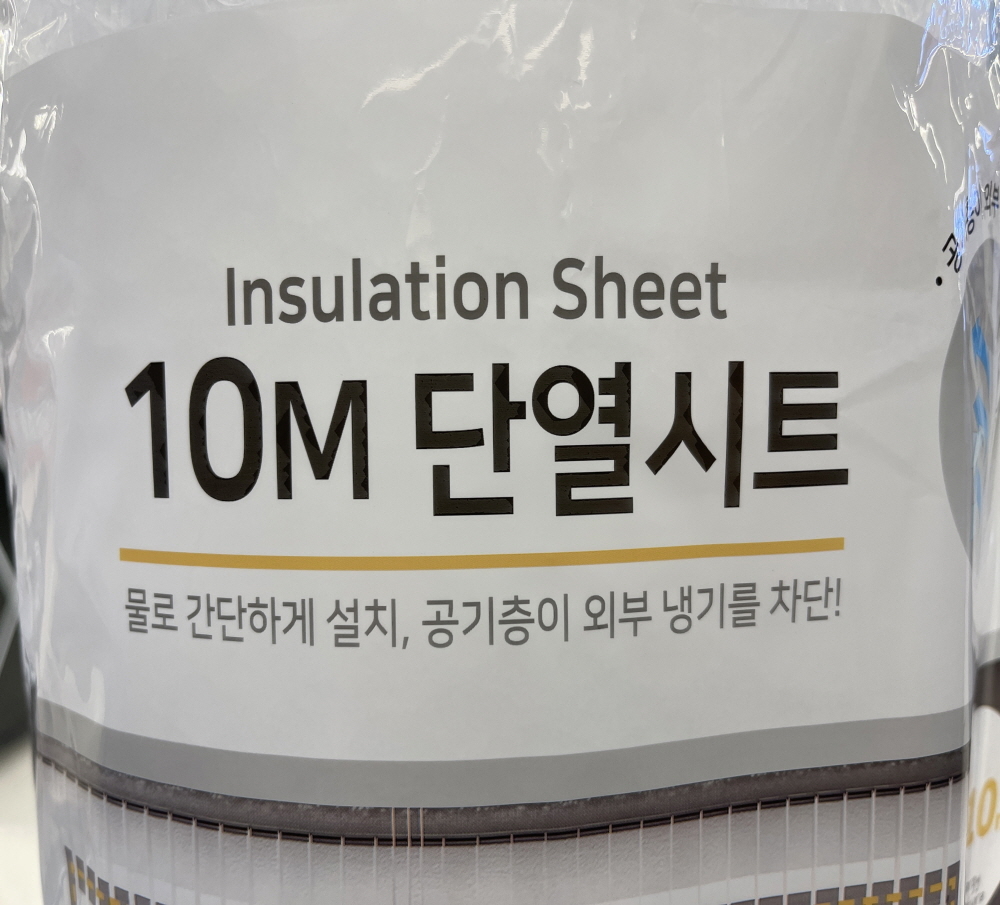 Insulation Sheet
10M 단열시트
물로 간단하게 설치, 공기층이 외부 냉기를 차단!